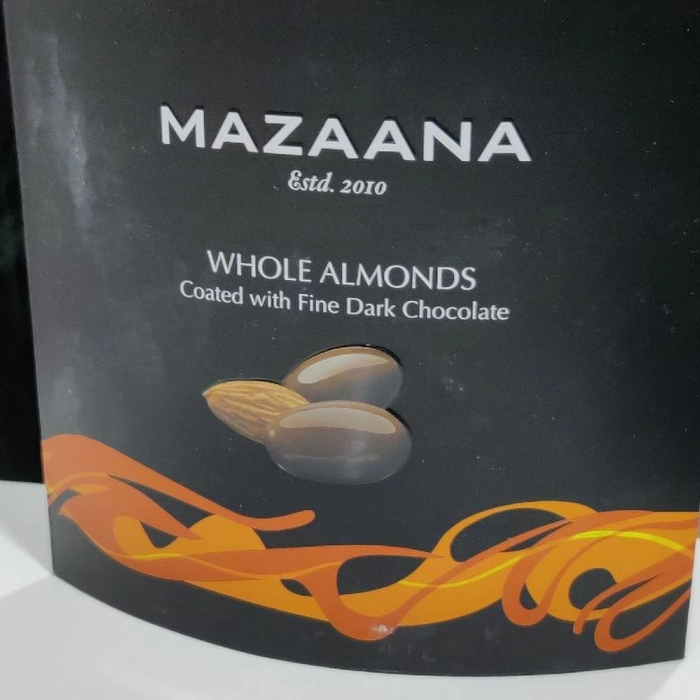 MAZAANA
Estd. 2010
WHOLE ALMONDS
Coated with Fine Dark Chocolate